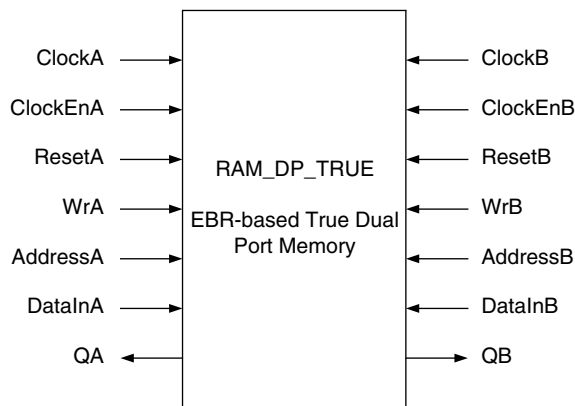 ClockA
ClockEnA
ResetA
WrA
AddressA
DataInA
QA
RAM_DP_TRUE
EBR-based True Dual
Port Memory
ClockB
ClockEnB
ResetB
WrB
AddressB
DataInB
QB